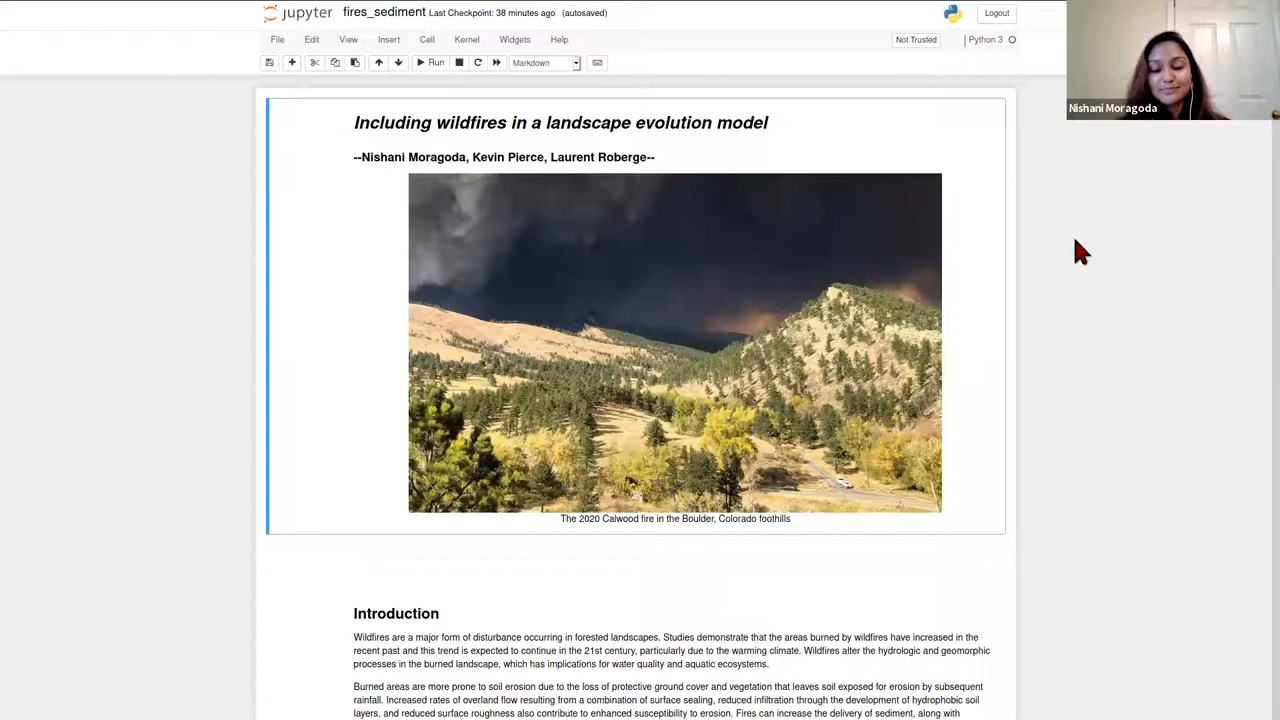 jupyter fires_sediment Last Checkpoint: 38 minutes ago (autosaved)
Logout
File Edit View Insert Cell Kernel Widgets Help
Not Trusted
Python 3
Run
Markdown
Nishani Moragoda
Including wildfires in a landscape evolution model
--Nishani Moragoda, Kevin Pierce, Laurent Roberge--
The 2020 Calwood fire in the Boulder, Colorado foothills
Introduction
Wildfires are a major form of disturbance occurring in forested landscapes. Studies demonstrate that the areas burned by wildfires have increased in the
recent past and this trend is expected to continue in the 21st century, particularly due to the warming climate. Wildfires alter the hydrologic and geomorphic
processes in the burned landscape, which has implications for water quality and aquatic ecosystems.
Burned areas are more prone to soil erosion due to the loss of protective ground cover and vegetation that leaves soil exposed for erosion by subsequent
rainfall. Increased rates of overland flow resulting from a combination of surface sealing, reduced infiltration through the development of hydrophobic soil
layers, and reduced surface roughness also contribute to enhanced susceptibility to erosion. Fires can increase the delivery of sediment, along with